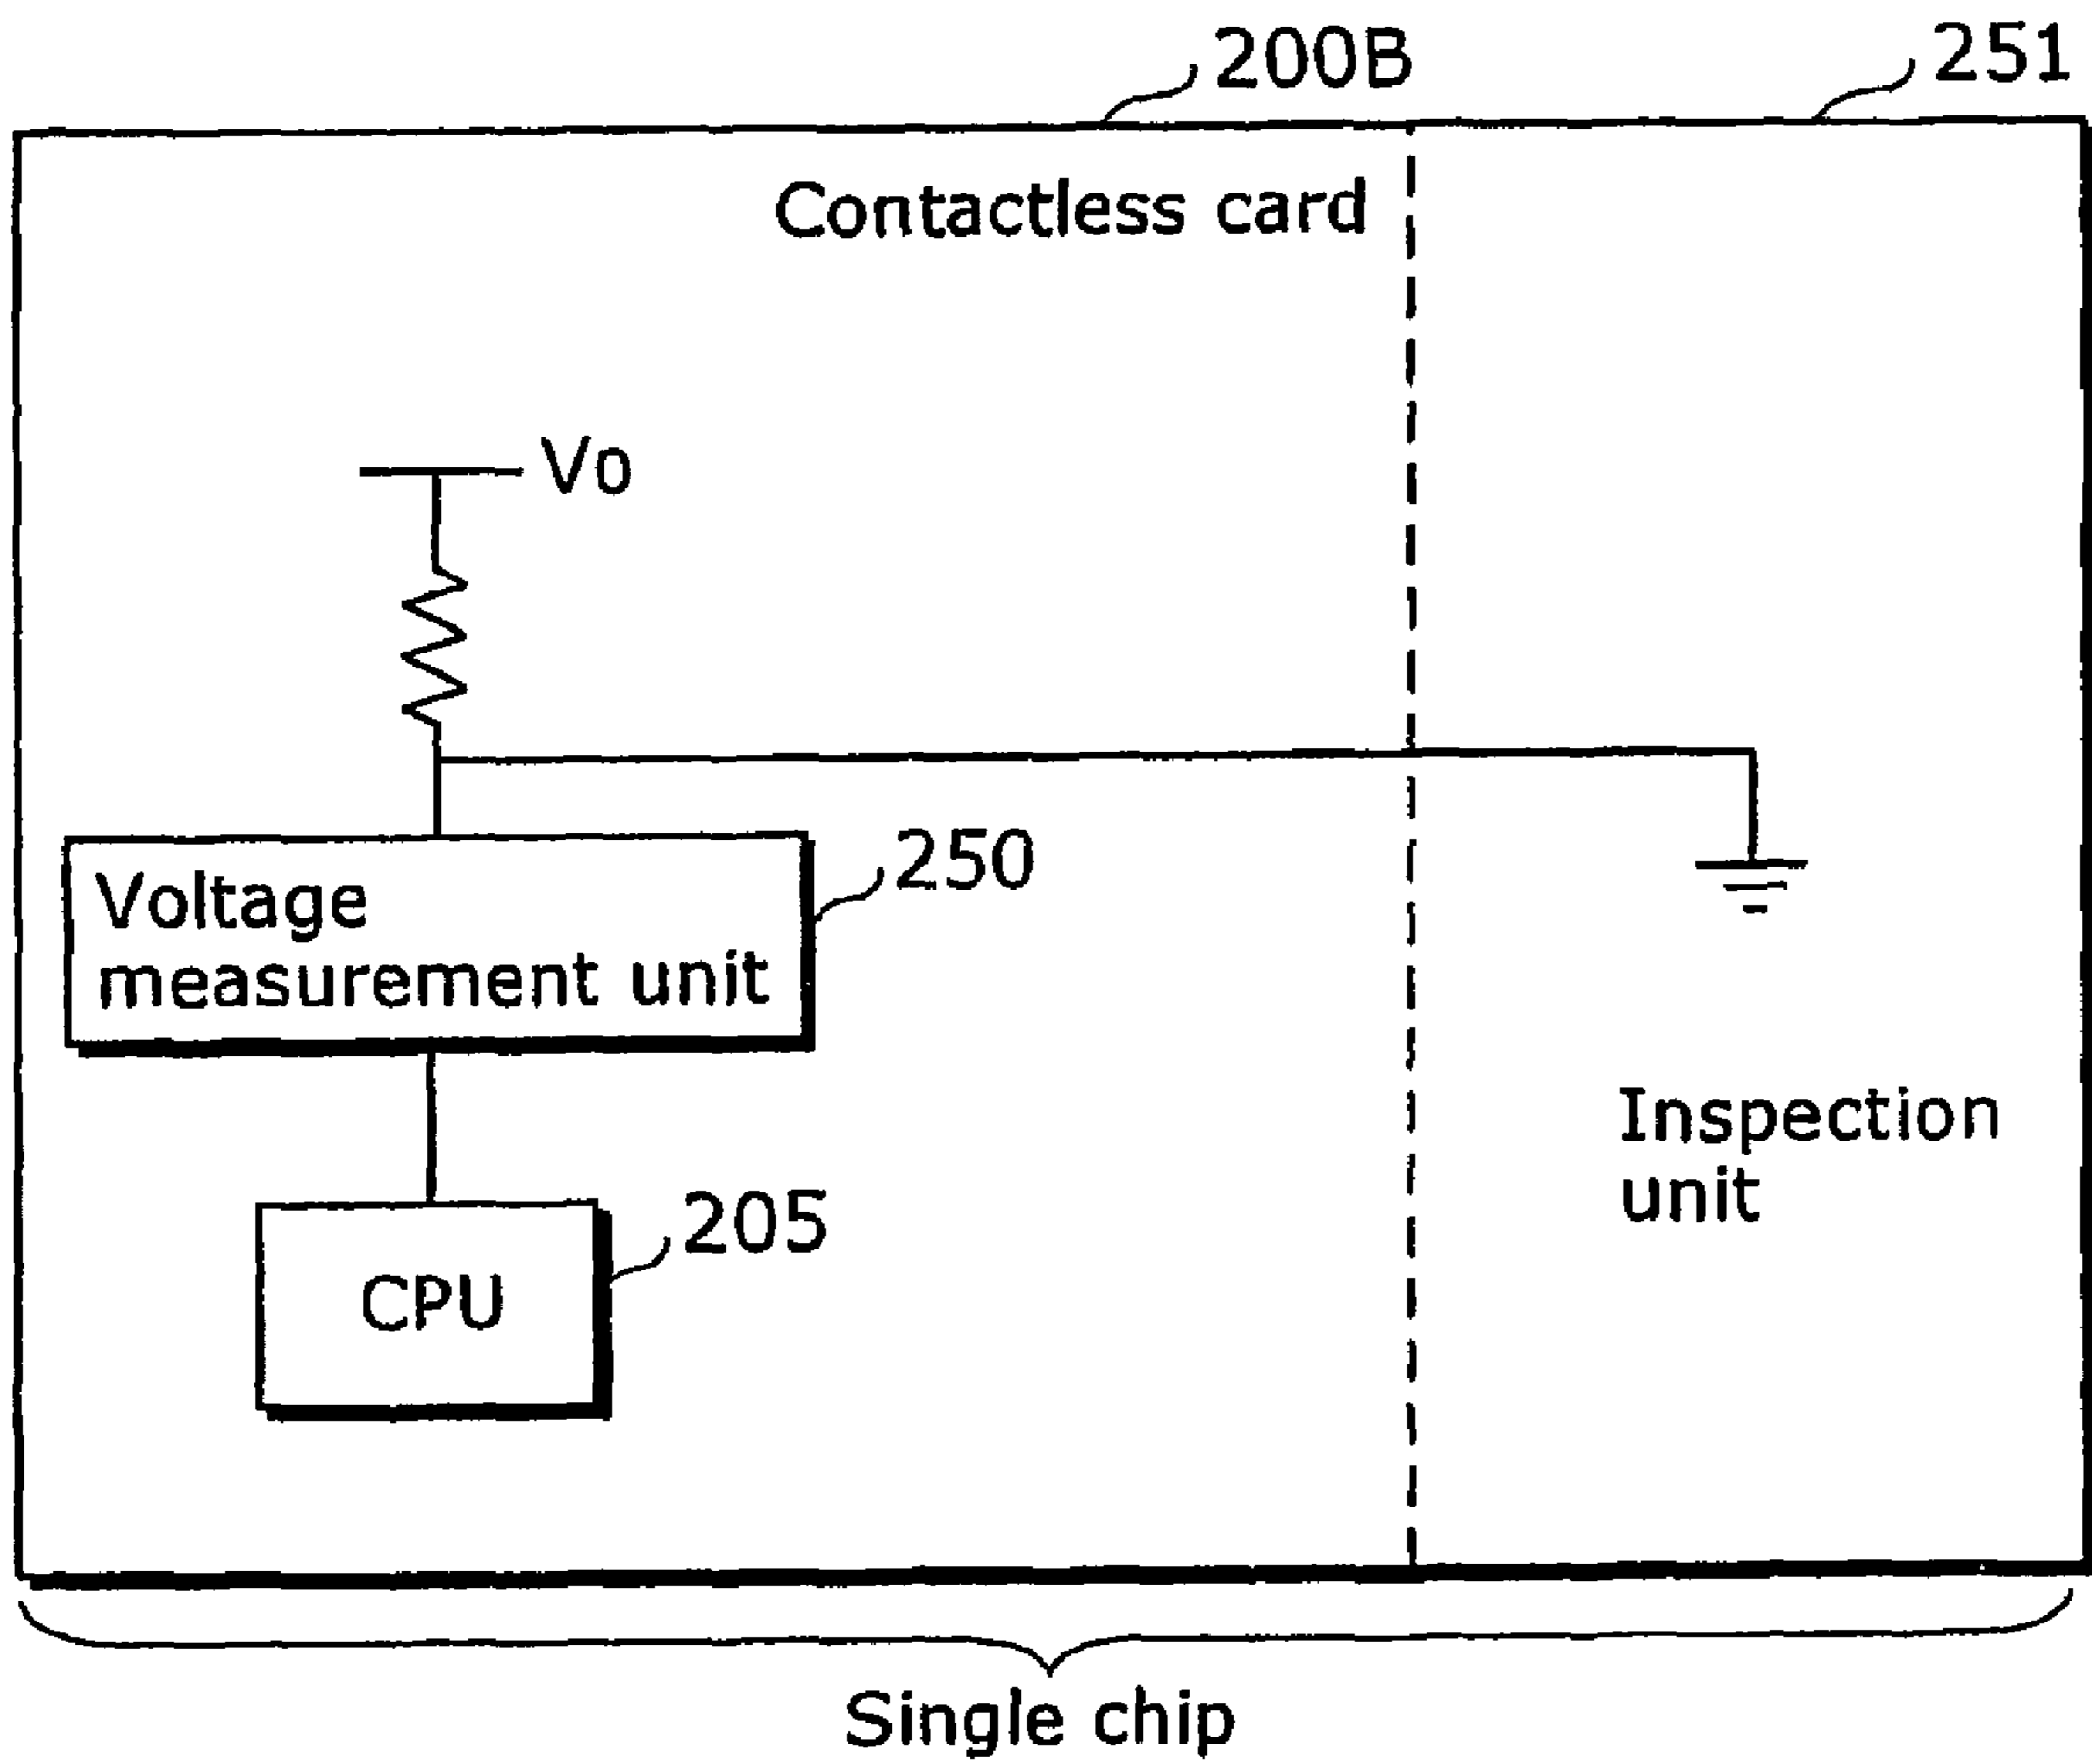 200B
251
Contactless card
Vo
250
Voltage
measurement unit
205
CPU
Inspection
unit
Single chip